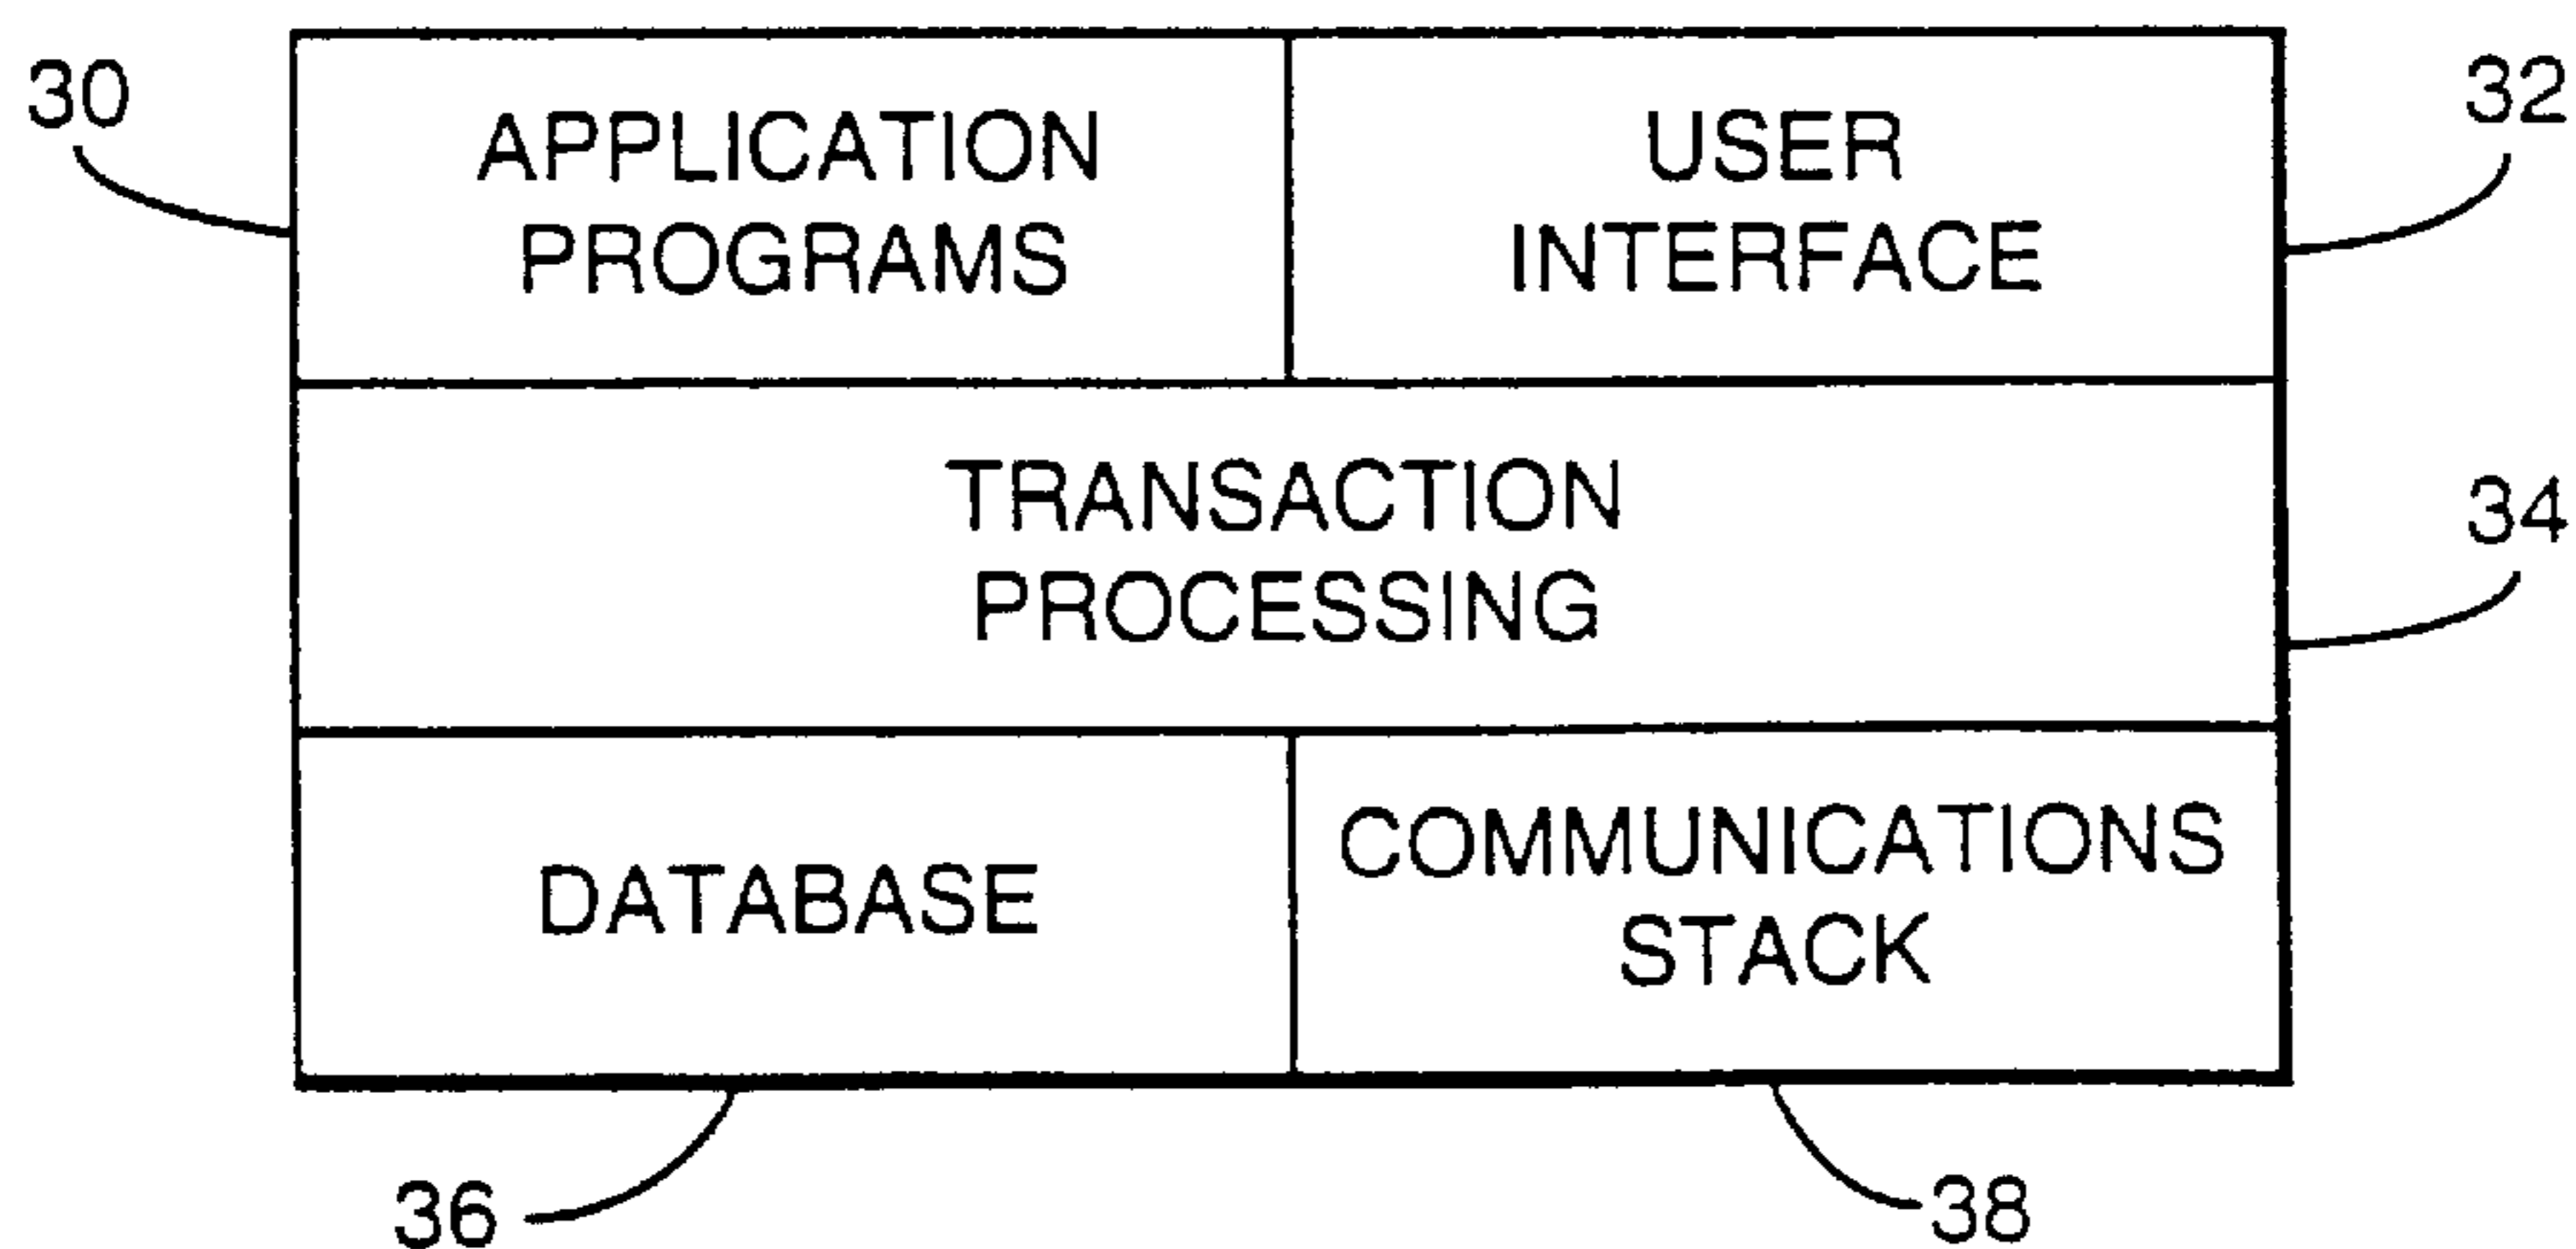 30
APPLICATION
PROGRAMS
USER
INTERFACE
32
TRANSACTION
PROCESSING
34
DATABASE
COMMUNICATIONS
STACK
36
38